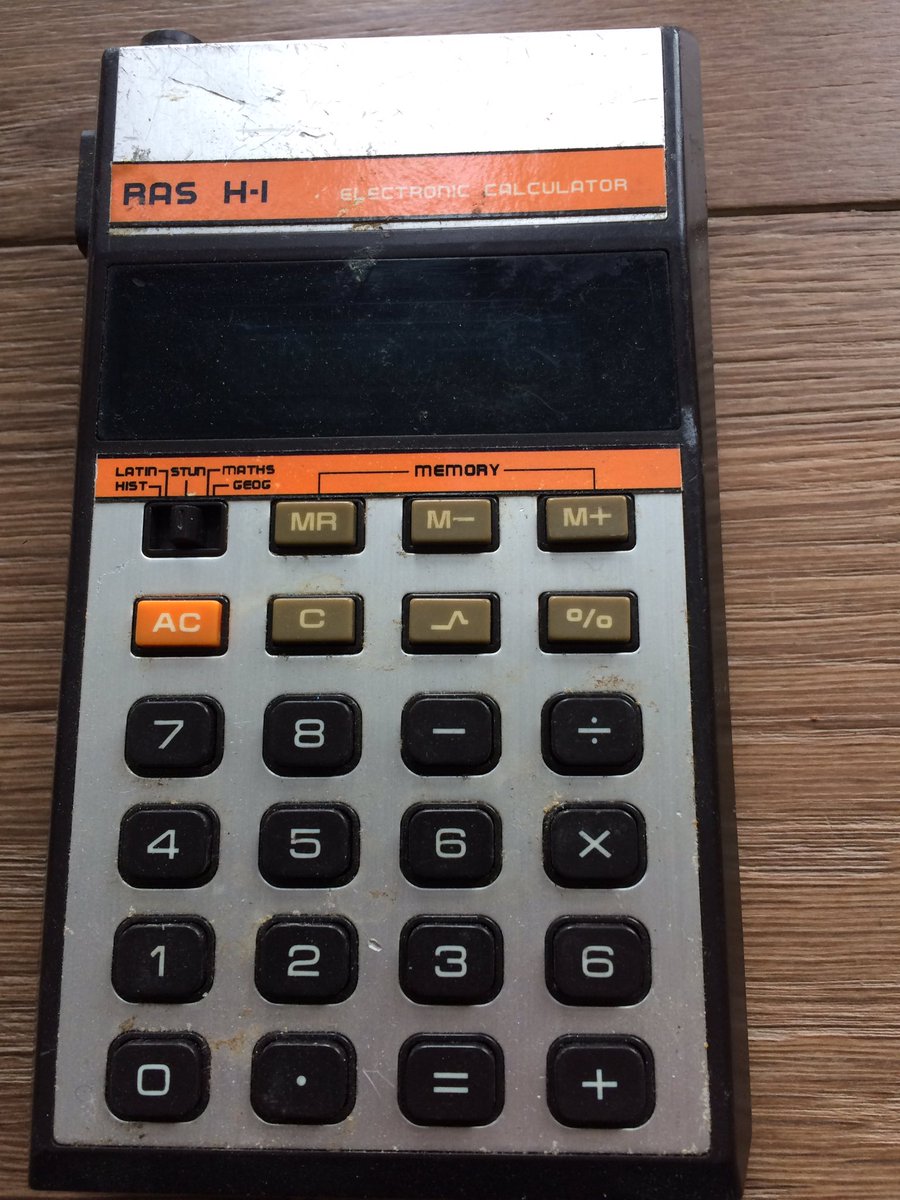 RAS H-1 ELECTRONIC CALCULATOR
LATIN STUN MATHS MEMORY
HIST GEOG
MR M− M+
AC C %
7 8 − ÷
4 5 6 ×
1 2 3 6
0 . = +